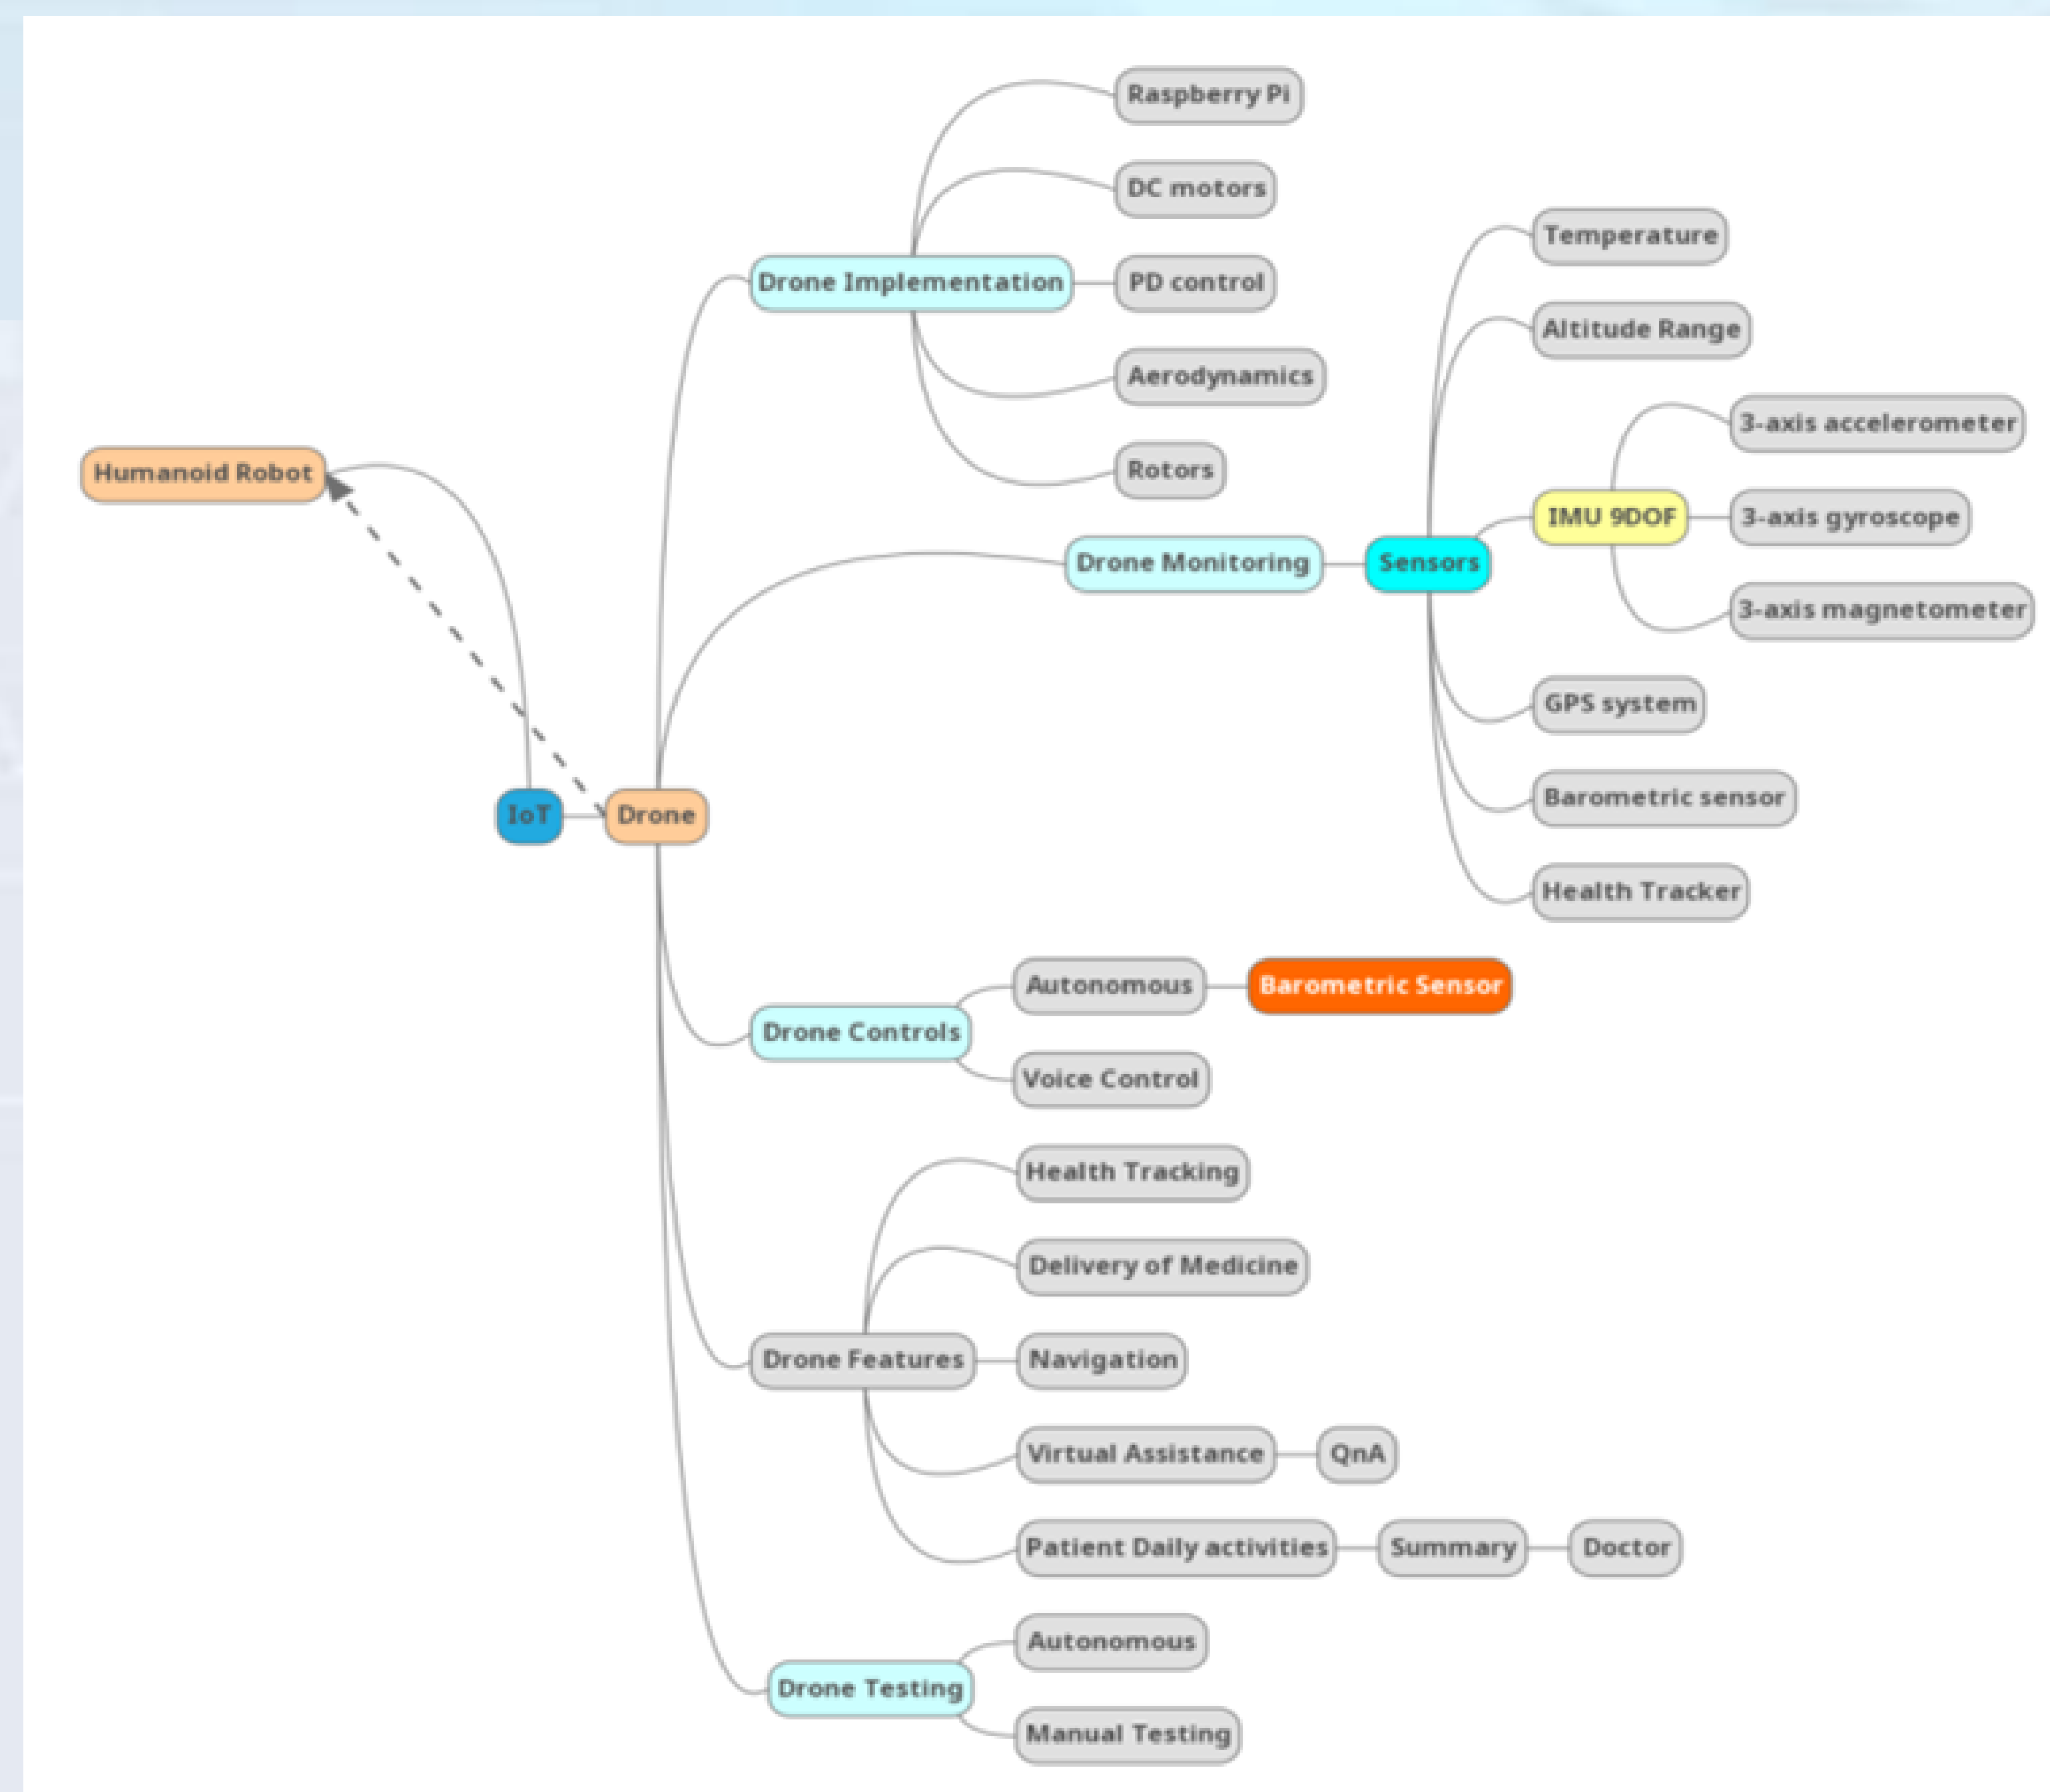 Humanoid Robot
IoT
Drone
Drone Implementation
Raspberry Pi
DC motors
PD control
Aerodynamics
Rotors
Drone Monitoring
Sensors
Temperature
Altitude Range
IMU 9DOF
3-axis accelerometer
3-axis gyroscope
3-axis magnetometer
GPS system
Barometric sensor
Health Tracker
Drone Controls
Autonomous
Barometric Sensor
Voice Control
Drone Features
Health Tracking
Delivery of Medicine
Navigation
Virtual Assistance
QnA
Patient Daily activities
Summary
Doctor
Drone Testing
Autonomous
Manual Testing